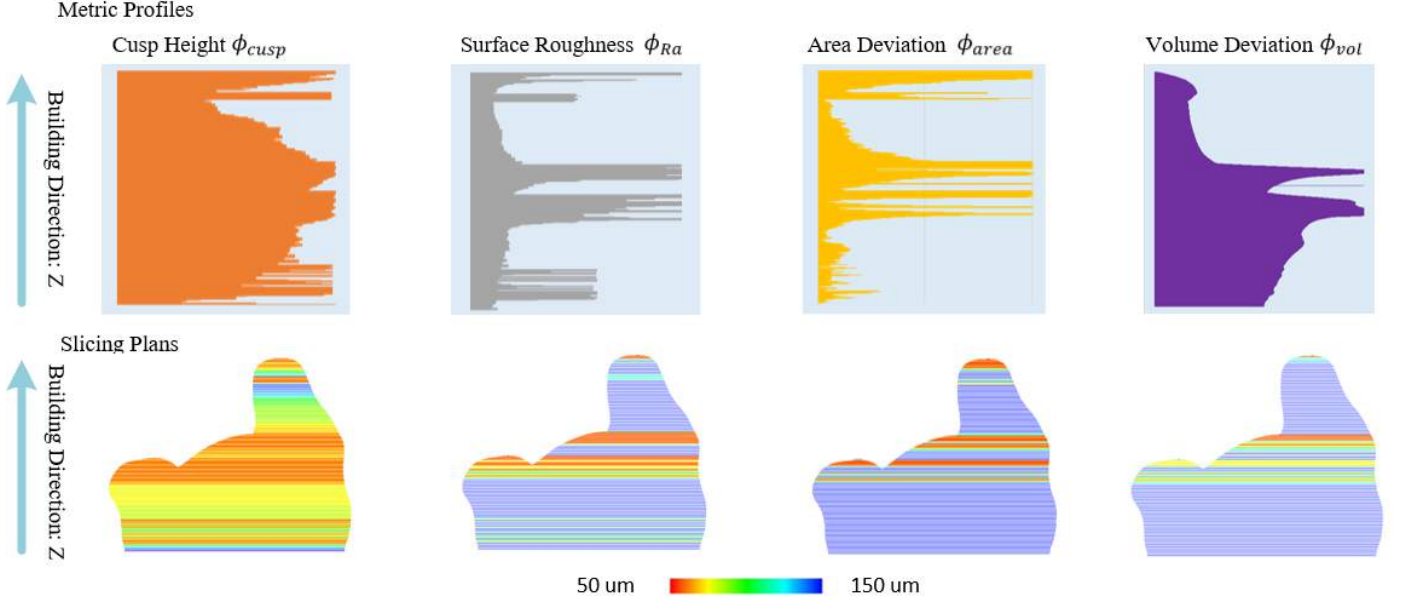 Metric Profiles
Cusp Height ϕcusp
Surface Roughness ϕRa
Area Deviation ϕarea
Volume Deviation ϕvol
Building Direction: Z
Slicing Plans
Building Direction: Z
50 um
150 um